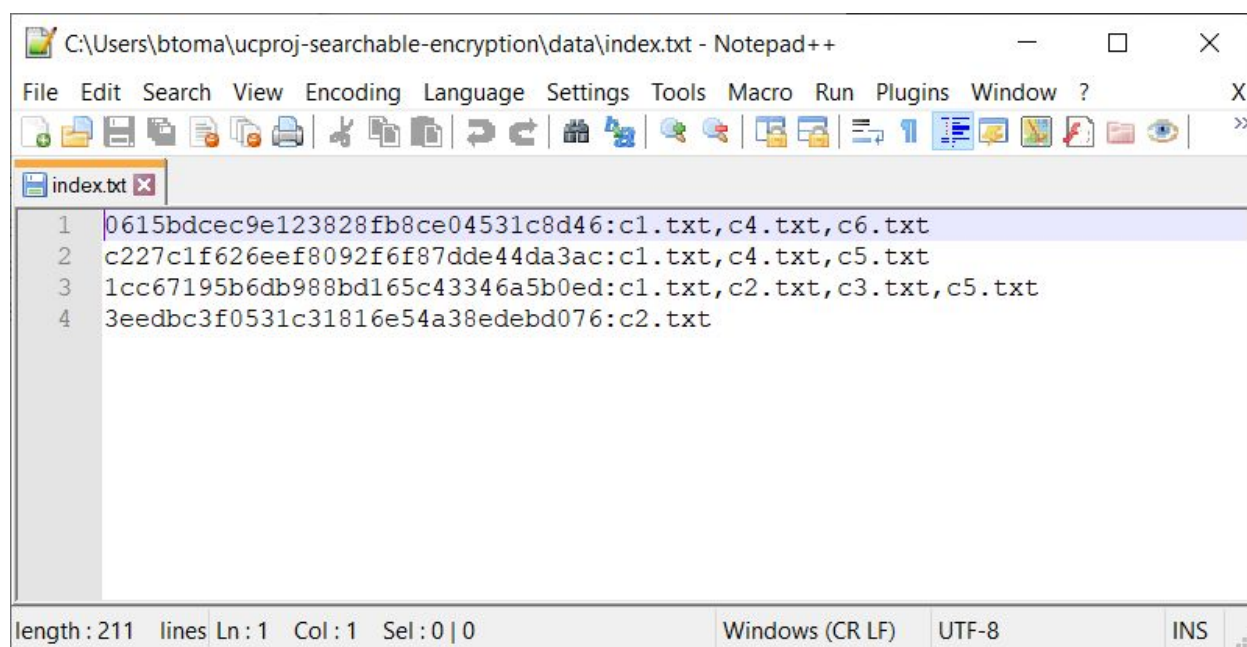 C:\Users\btoma\ucproj-searchable-encryption\data\index.txt - Notepad++
File Edit Search View Encoding Language Settings Tools Macro Run Plugins Window ? X
index.txt
1 0615bdcec9e123828fb8ce04531c8d46:c1.txt,c4.txt,c6.txt
2 c227c1f626eef8092f6f87dde44da3ac:c1.txt,c4.txt,c5.txt
3 1cc67195b6db988bd165c43346a5b0ed:c1.txt,c2.txt,c3.txt,c5.txt
4 3eedbc3f0531c31816e54a38edebd076:c2.txt
length : 211 lines Ln : 1 Col : 1 Sel : 0 | 0 Windows (CR LF) UTF-8 INS